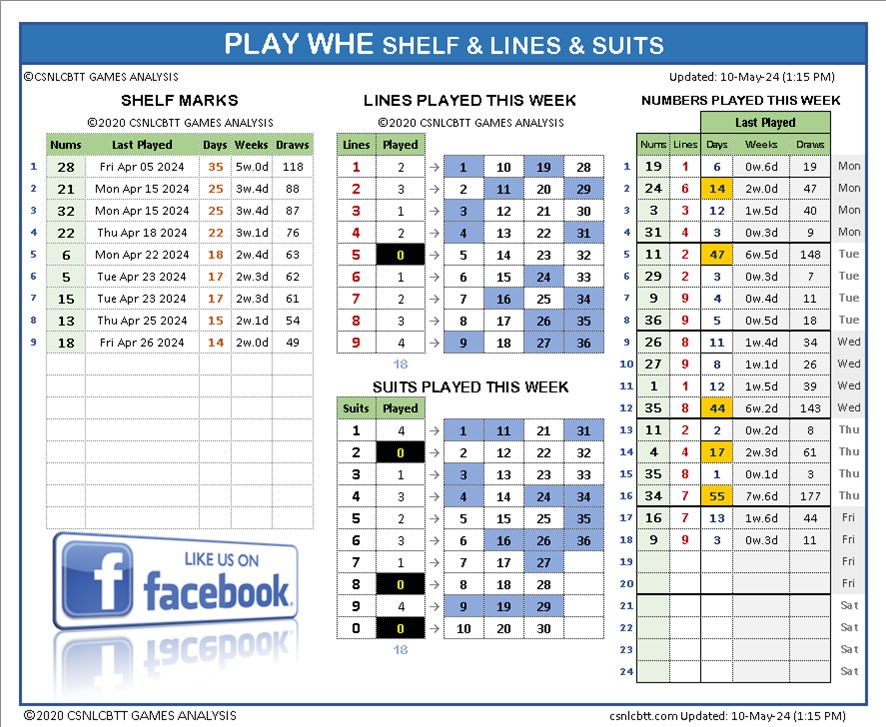 PLAY WHE SHELF & LINES & SUITS
©CSNLCBTT GAMES ANALYSIS
Updated: 10-May-24 (1:15 PM)
SHELF MARKS
©2020 CSNLCBTT GAMES ANALYSIS
Nums Last Played Days Weeks Draws
1 28 Fri Apr 05 2024 35 5w.0d 118
2 21 Mon Apr 15 2024 25 3w.4d 88
3 32 Mon Apr 15 2024 25 3w.4d 87
4 22 Thu Apr 18 2024 22 3w.1d 76
5 6 Mon Apr 22 2024 18 2w.4d 63
6 5 Tue Apr 23 2024 17 2w.3d 62
7 15 Tue Apr 23 2024 17 2w.3d 61
8 13 Thu Apr 25 2024 15 2w.1d 54
9 18 Fri Apr 26 2024 14 2w.0d 49
LIKE US ON
f facebook
LINES PLAYED THIS WEEK
©2020 CSNLCBTT GAMES ANALYSIS
Lines Played
1 2 → 1 10 19 28
2 3 → 2 11 20 29
3 1 → 3 12 21 30
4 2 → 4 13 22 31
5 0 → 5 14 23 32
6 1 → 6 15 24 33
7 2 → 7 16 25 34
8 3 → 8 17 26 35
9 4 → 9 18 27 36
18
SUITS PLAYED THIS WEEK
Suits Played
1 4 → 1 11 21 31
2 0 → 2 12 22 32
3 1 → 3 13 23 33
4 3 → 4 14 24 34
5 2 → 5 15 25 35
6 3 → 6 16 26 36
7 1 → 7 17 27
8 0 → 8 18 28
9 4 → 9 19 29
0 0 → 10 20 30
18
NUMBERS PLAYED THIS WEEK
Last Played
Nums Lines Days Weeks Draws
1 19 1 6 0w.6d 19 Mon
2 24 6 14 2w.0d 47 Mon
3 3 3 12 1w.5d 40 Mon
4 31 4 3 0w.3d 9 Mon
5 11 2 47 6w.5d 148 Tue
6 29 2 3 0w.3d 7 Tue
7 9 9 4 0w.4d 11 Tue
8 36 9 5 0w.5d 18 Tue
9 26 8 11 1w.4d 34 Wed
10 27 9 8 1w.1d 26 Wed
11 1 1 12 1w.5d 39 Wed
12 35 8 44 6w.2d 143 Wed
13 11 2 2 0w.2d 8 Thu
14 4 4 17 2w.3d 61 Thu
15 35 8 1 0w.1d 3 Thu
16 34 7 55 7w.6d 177 Thu
17 16 7 13 1w.6d 44 Fri
18 9 9 3 0w.3d 11 Fri
19 Fri
20 Fri
21 Sat
22 Sat
23 Sat
24 Sat
©2020 CSNLCBTT GAMES ANALYSIS
csnlcbtt.com Updated: 10-May-24 (1:15 PM)